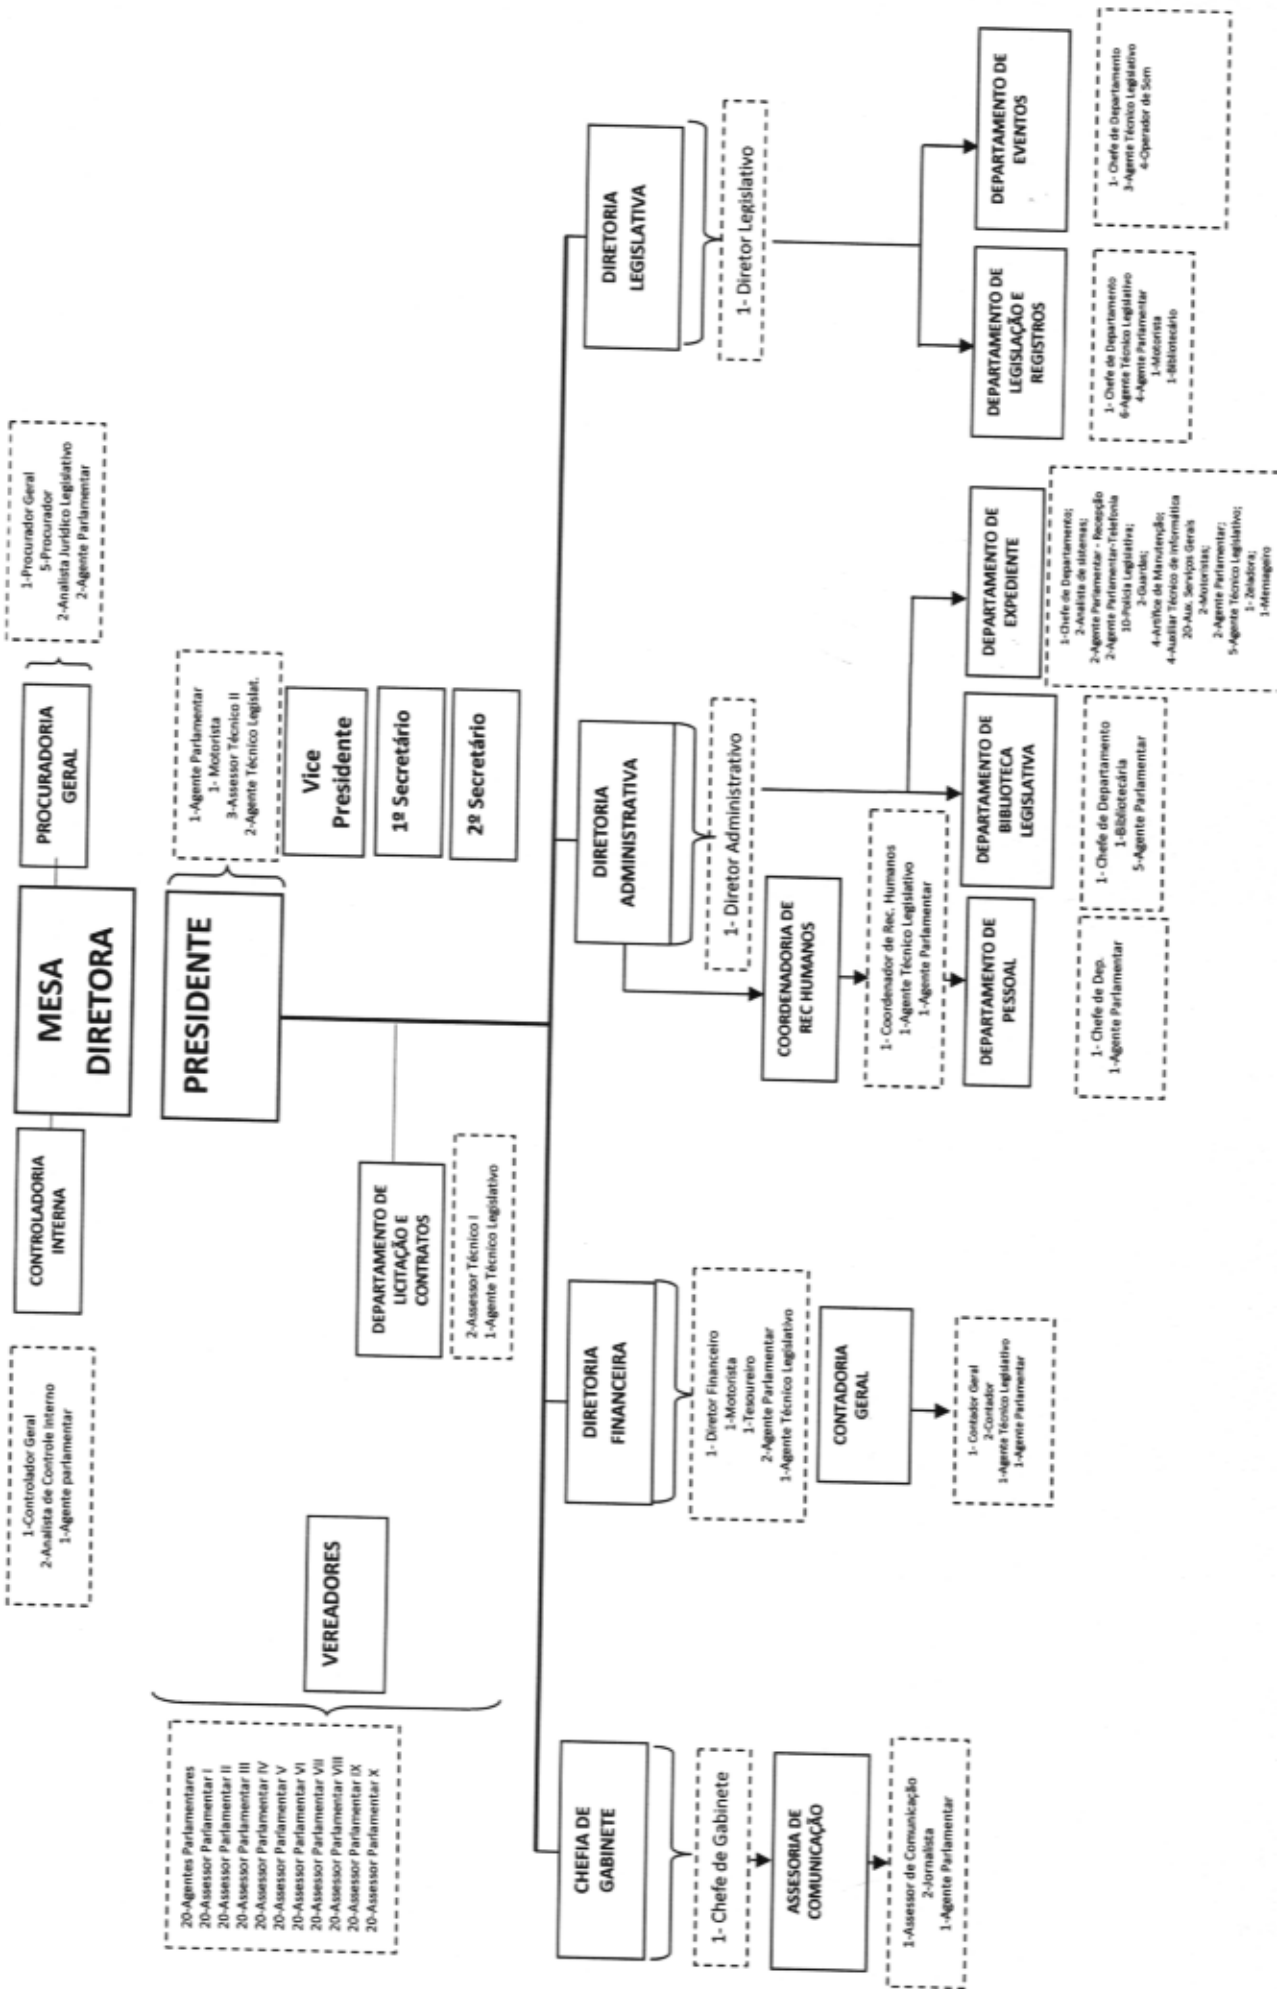 1-Controlador Geral
2-Analista de Controle Interno
1-Agente parlamentar
CONTROLADORIA
INTERNA
MESA
DIRETORA
PROCURADORIA
GERAL
1-Procurador Geral
5-Procurador
2-Analista Jurídico Legislativo
2-Agente Parlamentar
20-Agentes Parlamentares
20-Assessor Parlamentar I
20-Assessor Parlamentar II
20-Assessor Parlamentar III
20-Assessor Parlamentar IV
20-Assessor Parlamentar V
20-Assessor Parlamentar VI
20-Assessor Parlamentar VII
20-Assessor Parlamentar VIII
20-Assessor Parlamentar IX
20-Assessor Parlamentar X
VEREADORES
PRESIDENTE
1-Agente Parlamentar
1- Motorista
3-Assessor Técnico II
2-Agente Técnico Legislat.
Vice
Presidente
1º Secretário
2º Secretário
DEPARTAMENTO DE
LICITAÇÃO E
CONTRATOS
2-Assessor Técnico I
1-Agente Técnico Legislativo
CHEFIA DE
GABINETE
1- Chefe de Gabinete
ASSESORIA DE
COMUNICAÇÃO
1-Assessor de Comunicação
2-Jornalista
1-Agente Parlamentar
DIRETORIA
FINANCEIRA
1- Diretor Financeiro
1-Motorista
1-Tesoureiro
2-Agente Parlamentar
1-Agente Técnico Legislativo
CONTADORIA
GERAL
1- Contador Geral
2-Contador
1-Agente Técnico Legislativo
1-Agente Parlamentar
DIRETORIA
ADMINISTRATIVA
1- Diretor Administrativo
COORDENADORIA DE
REC HUMANOS
1- Coordenador de Rec. Humanos
1-Agente Técnico Legislativo
1-Agente Parlamentar
DEPARTAMENTO DE
PESSOAL
1- Chefe de Dep.
1-Agente Parlamentar
DEPARTAMENTO DE
BIBLIOTECA
LEGISLATIVA
1- Chefe de Departamento
1-Bibliotecária
5-Agente Parlamentar
DEPARTAMENTO DE
EXPEDIENTE
1-Chefe de Departamento;
2-Analista de sistemas;
2-Agente Parlamentar - Recepção
2-Agente Parlamentar-Telefonia
10-Polícia Legislativa;
2-Guardas;
4-Artífice de Manutenção;
4-Auxiliar Técnico de informática
20-Aux. Serviços Gerais
2-Motoristas;
2-Agente Parlamentar;
5-Agente Técnico Legislativo;
1- Zeladora;
1-Mensageiro
DIRETORIA
LEGISLATIVA
1- Diretor Legislativo
DEPARTAMENTO DE
LEGISLAÇÃO E
REGISTROS
1- Chefe de Departamento
6-Agente Técnico Legislativo
4-Agente Parlamentar
1-Motorista
1-Bibliotecário
DEPARTAMENTO DE
EVENTOS
1- Chefe de Departamento
3-Agente Técnico Legislativo
4-Operador de Som